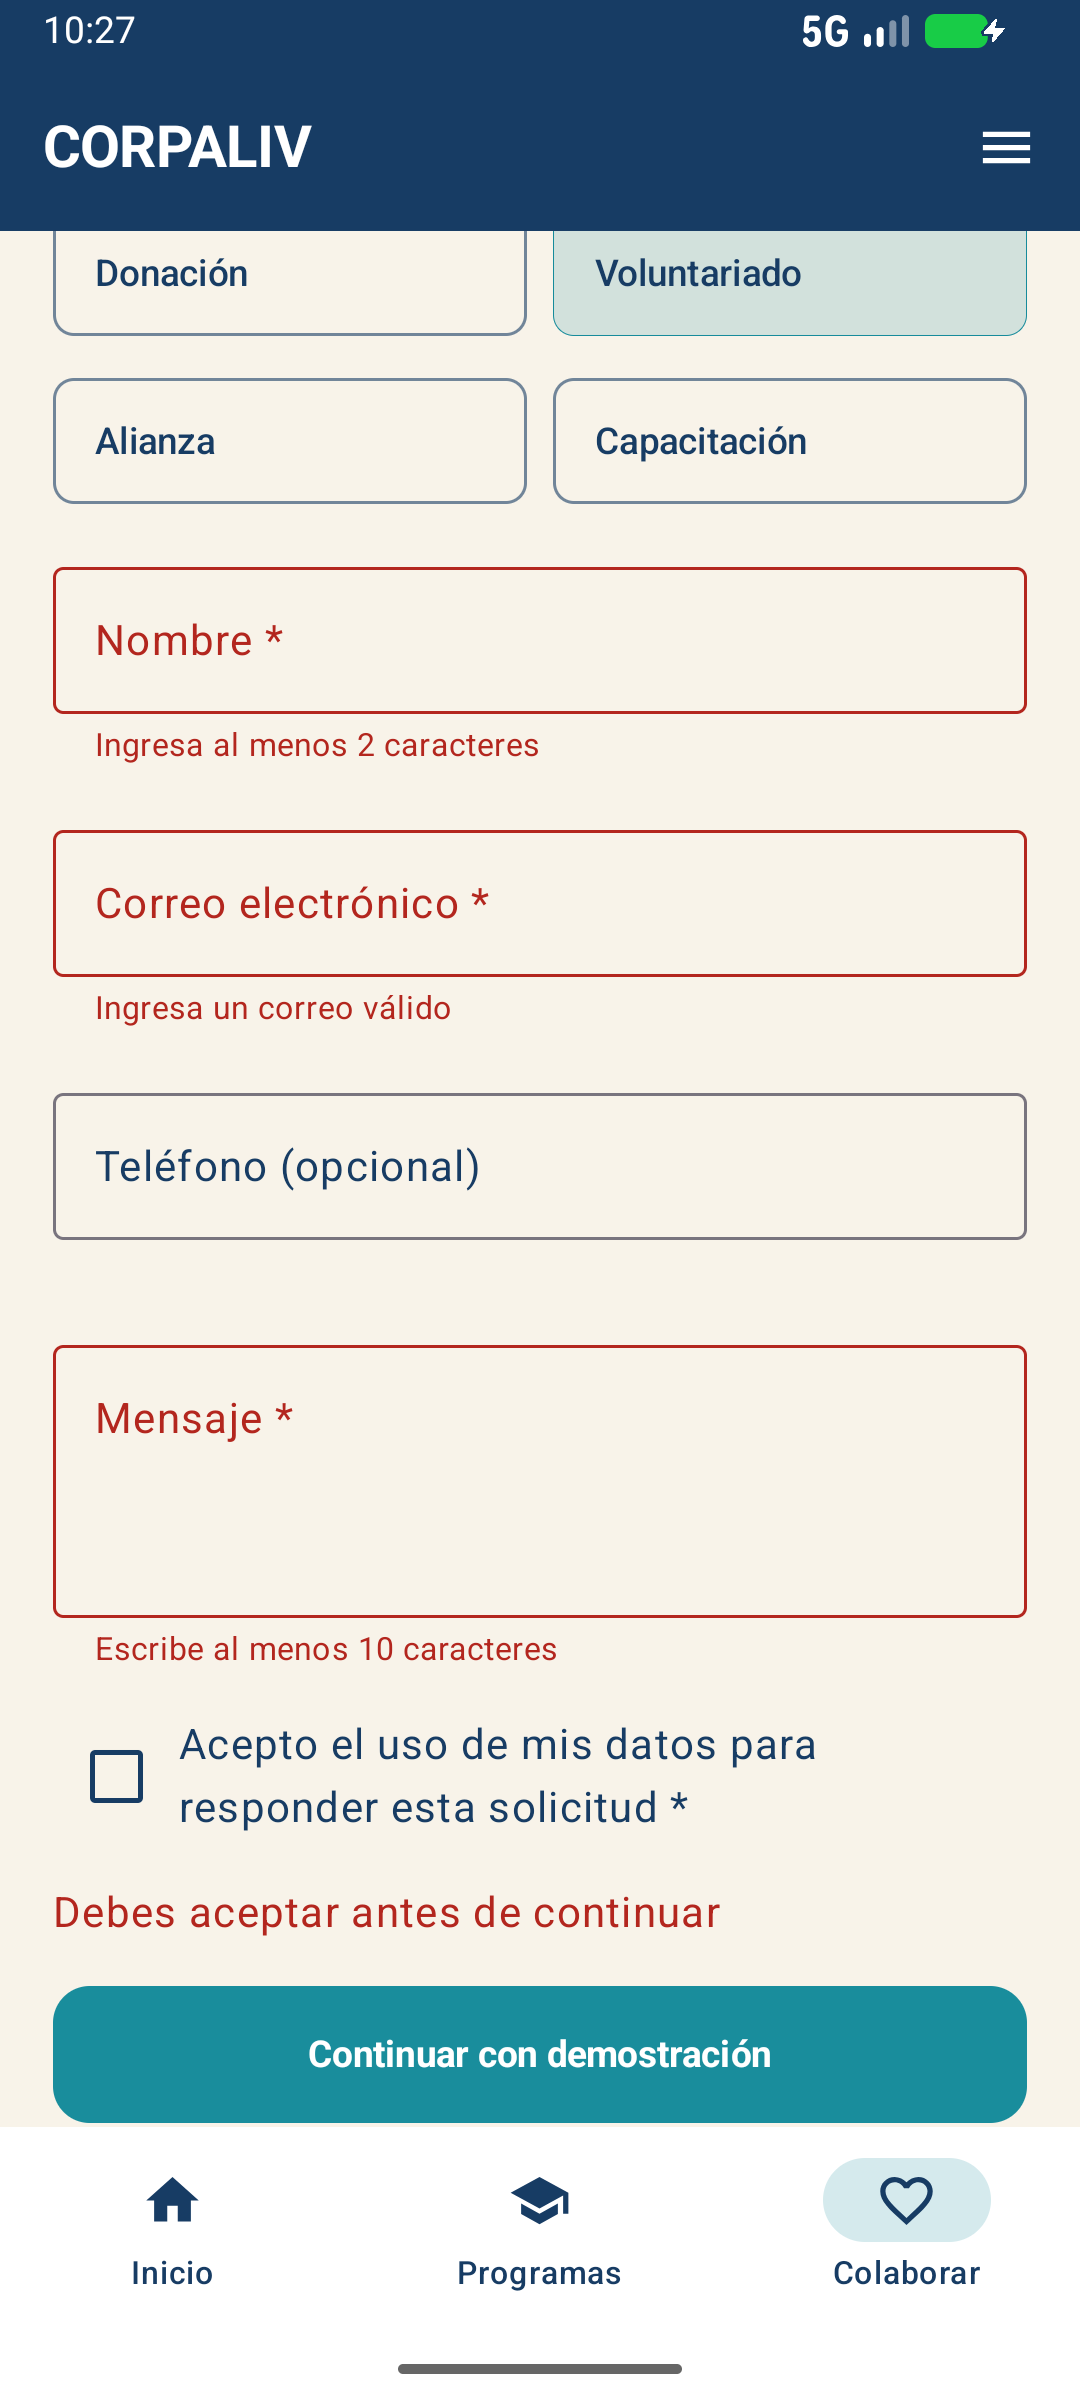 10:27
5G
CORPALIV
Donación
Voluntariado
Alianza
Capacitación
Nombre *
Ingresa al menos 2 caracteres
Correo electrónico *
Ingresa un correo válido
Teléfono (opcional)
Mensaje *
Escribe al menos 10 caracteres
Acepto el uso de mis datos para
responder esta solicitud *
Debes aceptar antes de continuar
Continuar con demostración
Inicio
Programas
Colaborar